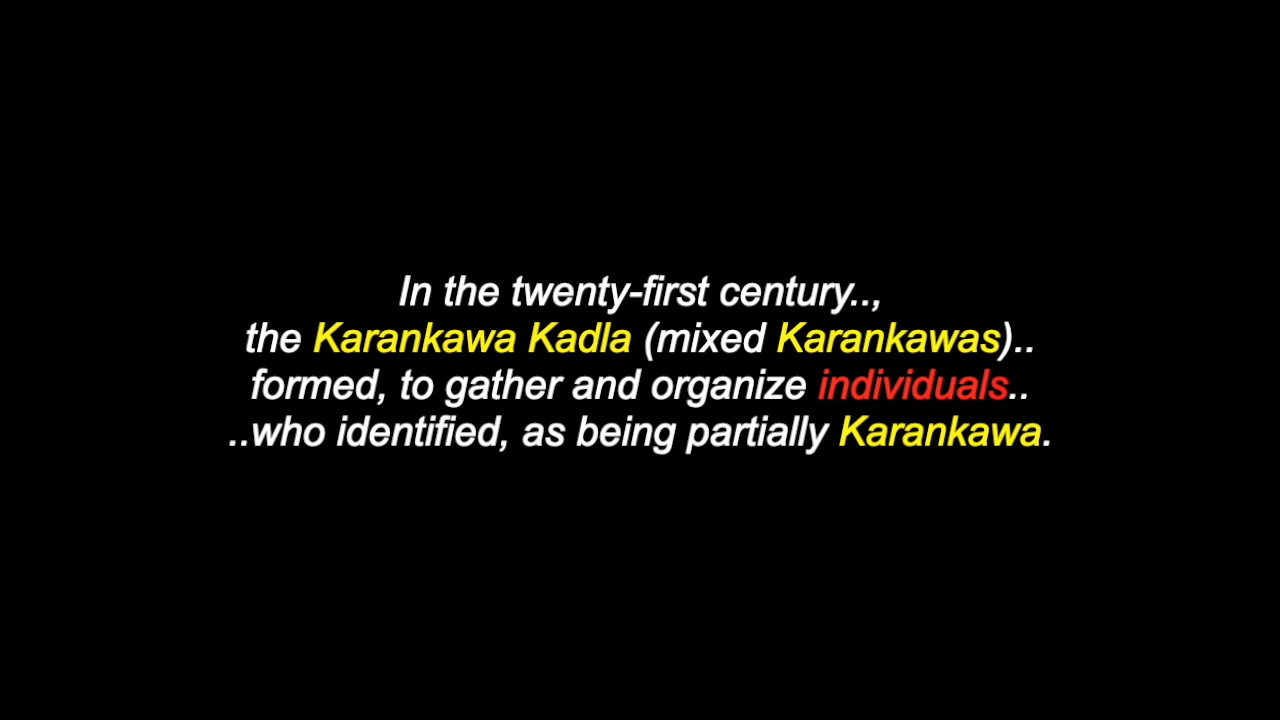 In the twenty-first century..,
the Karankawa Kadla (mixed Karankawas)..
formed, to gather and organize individuals..
..who identified, as being partially Karankawa.